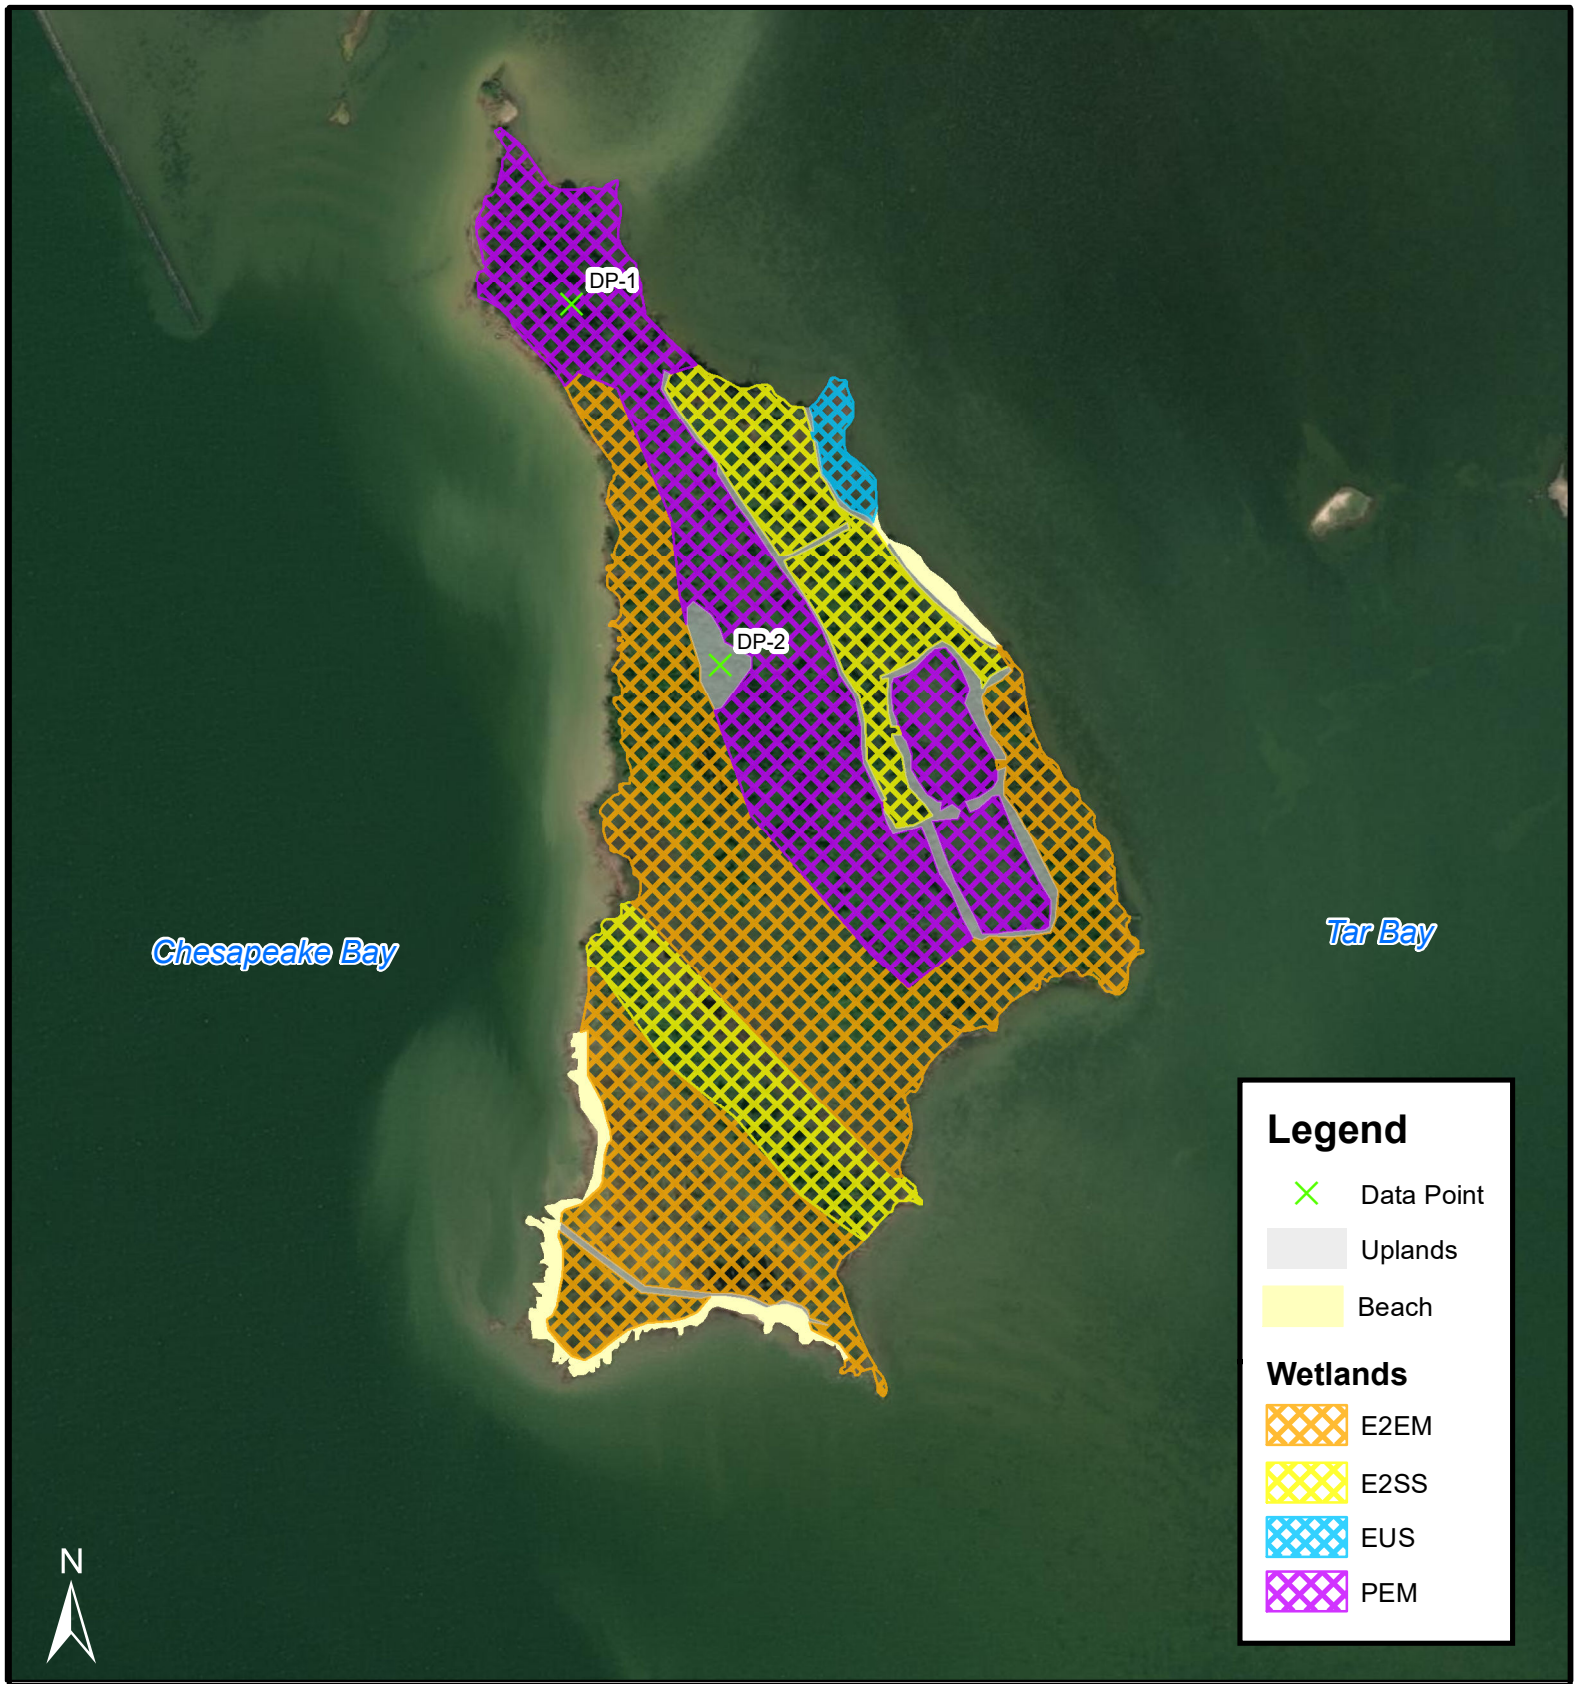 DP-1
DP-2
Chesapeake Bay
Tar Bay
Legend
Data Point
Uplands
Beach
Wetlands
E2EM
E2SS
EUS
PEM
N